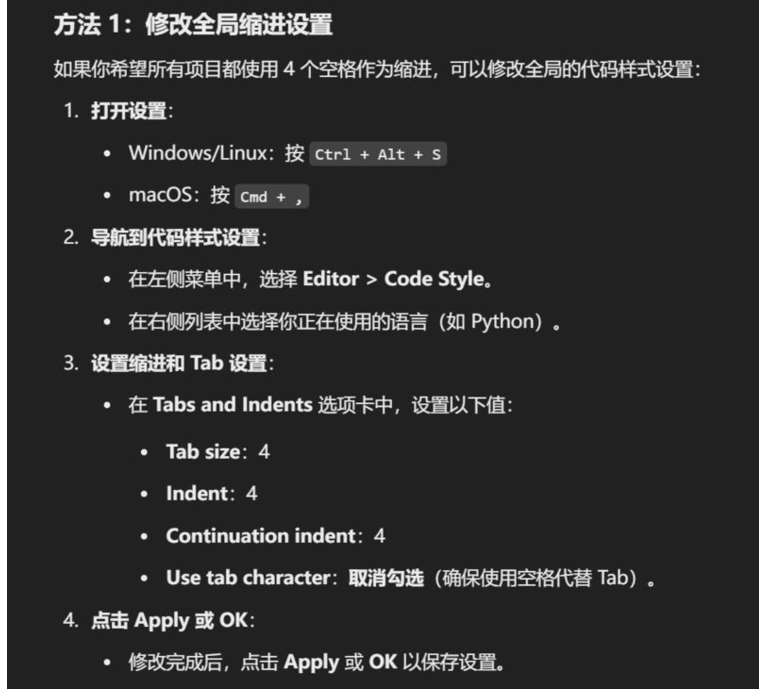 方法 1：修改全局缩进设置
如果你希望所有项目都使用 4 个空格作为缩进，可以修改全局的代码样式设置：
1. 打开设置：
• Windows/Linux：按 Ctrl + Alt + S
• macOS：按 Cmd + ,
2. 导航到代码样式设置：
• 在左侧菜单中，选择 Editor > Code Style。
• 在右侧列表中选择你正在使用的语言（如 Python）。
3. 设置缩进和 Tab 设置：
• 在 Tabs and Indents 选项卡中，设置以下值：
• Tab size：4
• Indent：4
• Continuation indent：4
• Use tab character：取消勾选（确保使用空格代替 Tab）。
4. 点击 Apply 或 OK：
• 修改完成后，点击 Apply 或 OK 以保存设置。